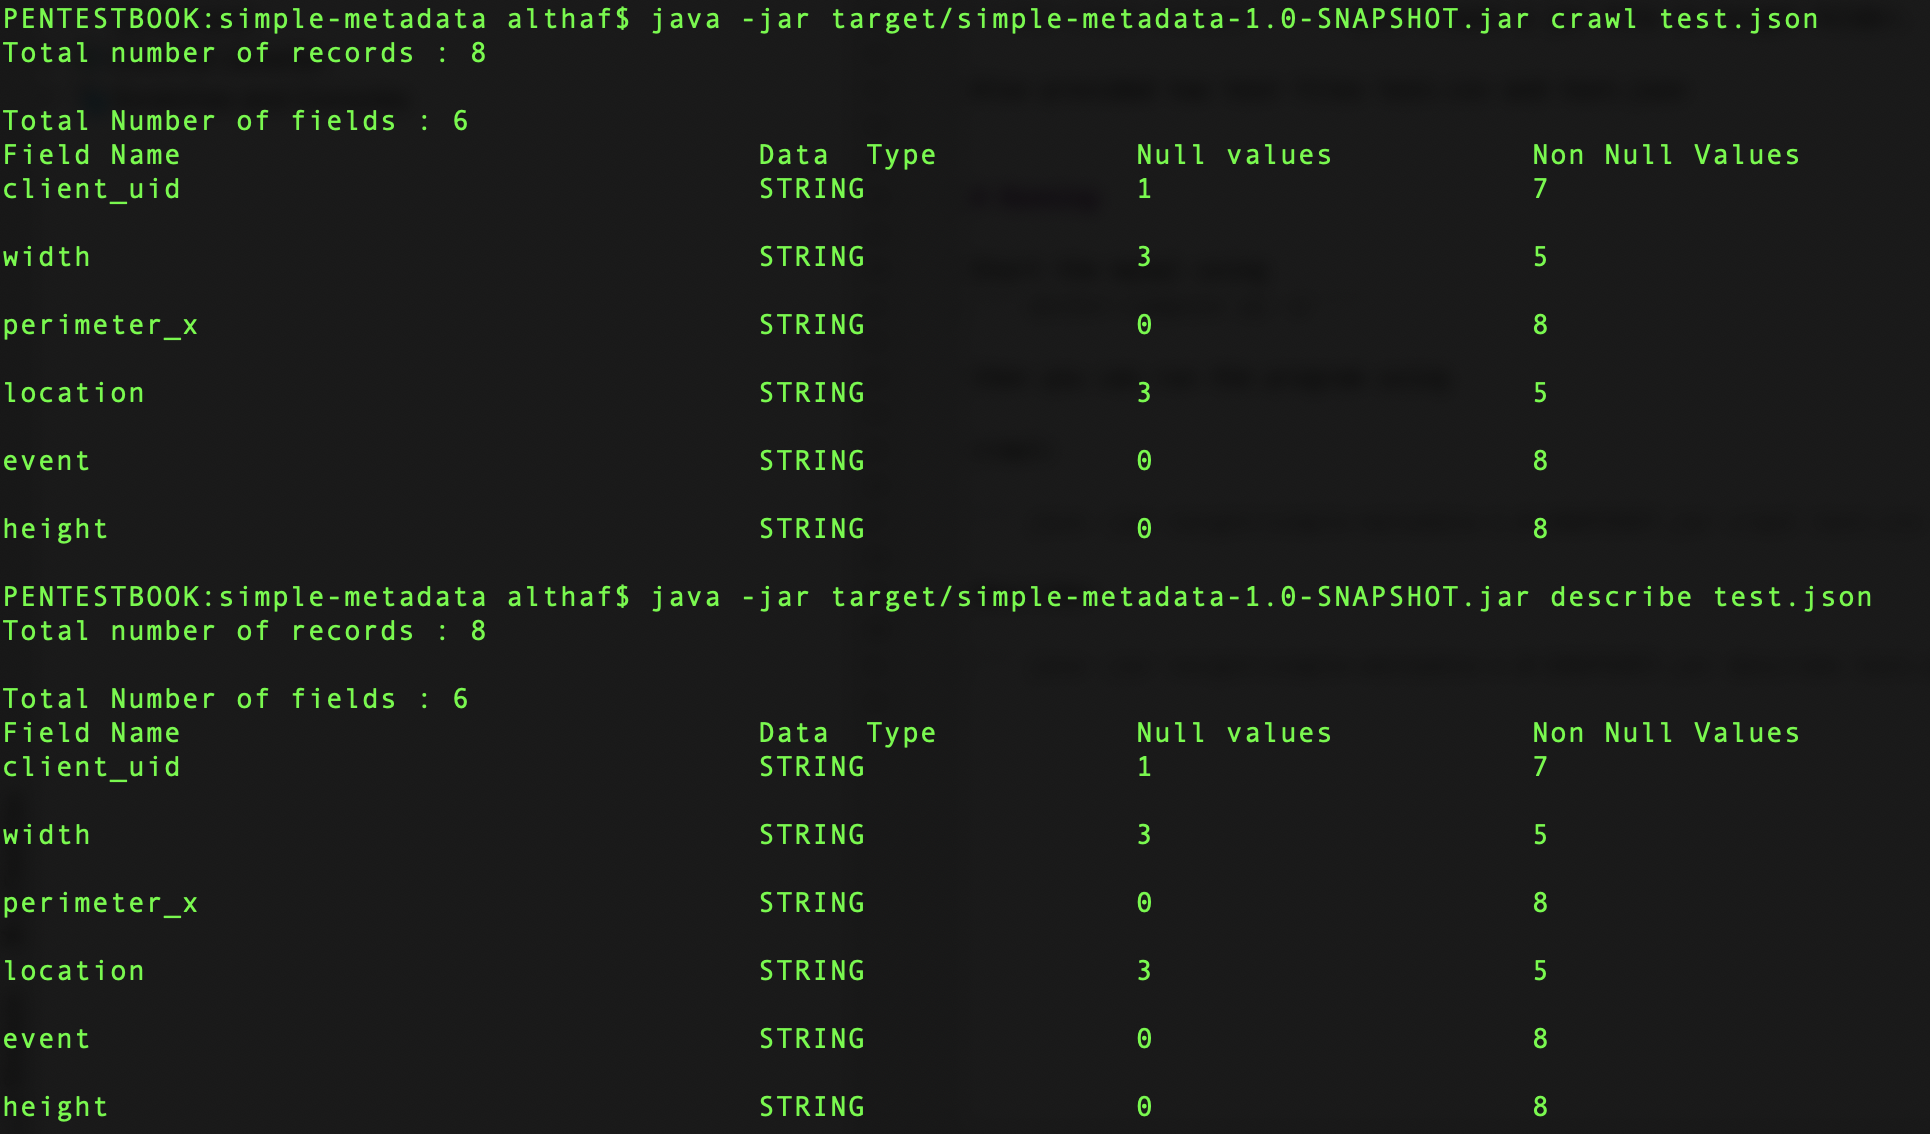 PENTESTBOOK:simple-metadata althaf$ java -jar target/simple-metadata-1.0-SNAPSHOT.jar crawl test.json
Total number of records : 8
Total Number of fields : 6
Field Name Data  Type Null values Non Null Values
client_uid STRING 1 7
width STRING 3 5
perimeter_x STRING 0 8
location STRING 3 5
event STRING 0 8
height STRING 0 8
PENTESTBOOK:simple-metadata althaf$ java -jar target/simple-metadata-1.0-SNAPSHOT.jar describe test.json
Total number of records : 8
Total Number of fields : 6
Field Name Data  Type Null values Non Null Values
client_uid STRING 1 7
width STRING 3 5
perimeter_x STRING 0 8
location STRING 3 5
event STRING 0 8
height STRING 0 8